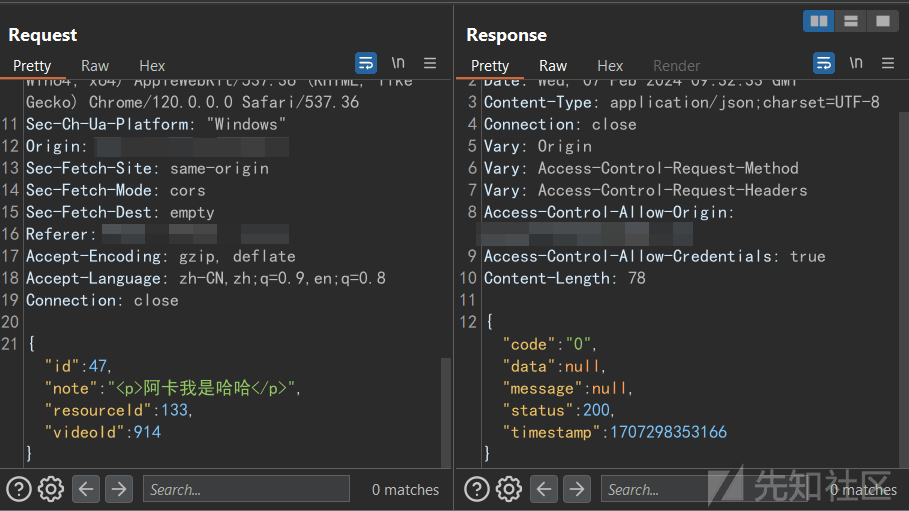 Request
Pretty Raw Hex \n
Win64; x64) AppleWebKit/537.36 (KHTML, like
Gecko) Chrome/120.0.0.0 Safari/537.36
11 Sec-Ch-Ua-Platform: "Windows"
12 Origin:
13 Sec-Fetch-Site: same-origin
14 Sec-Fetch-Mode: cors
15 Sec-Fetch-Dest: empty
16 Referer:
17 Accept-Encoding: gzip, deflate
18 Accept-Language: zh-CN,zh;q=0.9,en;q=0.8
19 Connection: close
20
21 {
"id":47,
"note":"<p>阿卡我是哈哈</p>",
"resourceId":133,
"videoId":914
}
Search...
0 matches
Response
Pretty Raw Hex Render \n
2 Date: Wed, 07 Feb 2024 09:32:33 GMT
3 Content-Type: application/json;charset=UTF-8
4 Connection: close
5 Vary: Origin
6 Vary: Access-Control-Request-Method
7 Vary: Access-Control-Request-Headers
8 Access-Control-Allow-Origin:
9 Access-Control-Allow-Credentials: true
10 Content-Length: 78
11
12 {
"code":"0",
"data":null,
"message":null,
"status":200,
"timestamp":1707298353166
}
Search...
0 matches
先知社区